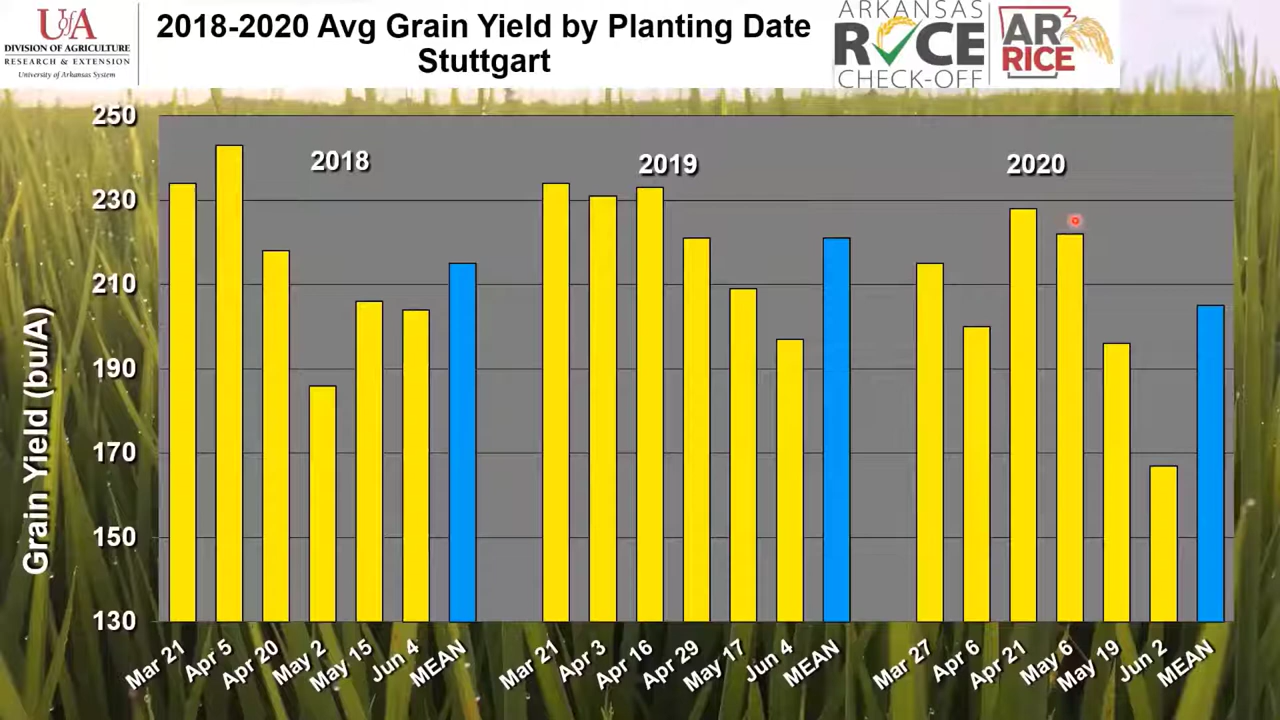 UofA
DIVISION OF AGRICULTURE
RESEARCH & EXTENSION
University of Arkansas System
2018-2020 Avg Grain Yield by Planting Date
Stuttgart
ARKANSAS
RICE
CHECK-OFF
AR
RICE
Grain Yield (bu/A)
250
230
210
190
170
150
130
2018
2019
2020
Mar 21
Apr 5
Apr 20
May 2
May 15
Jun 4
MEAN
Mar 21
Apr 3
Apr 16
Apr 29
May 17
Jun 4
MEAN
Mar 27
Apr 6
Apr 21
May 6
May 19
Jun 2
MEAN